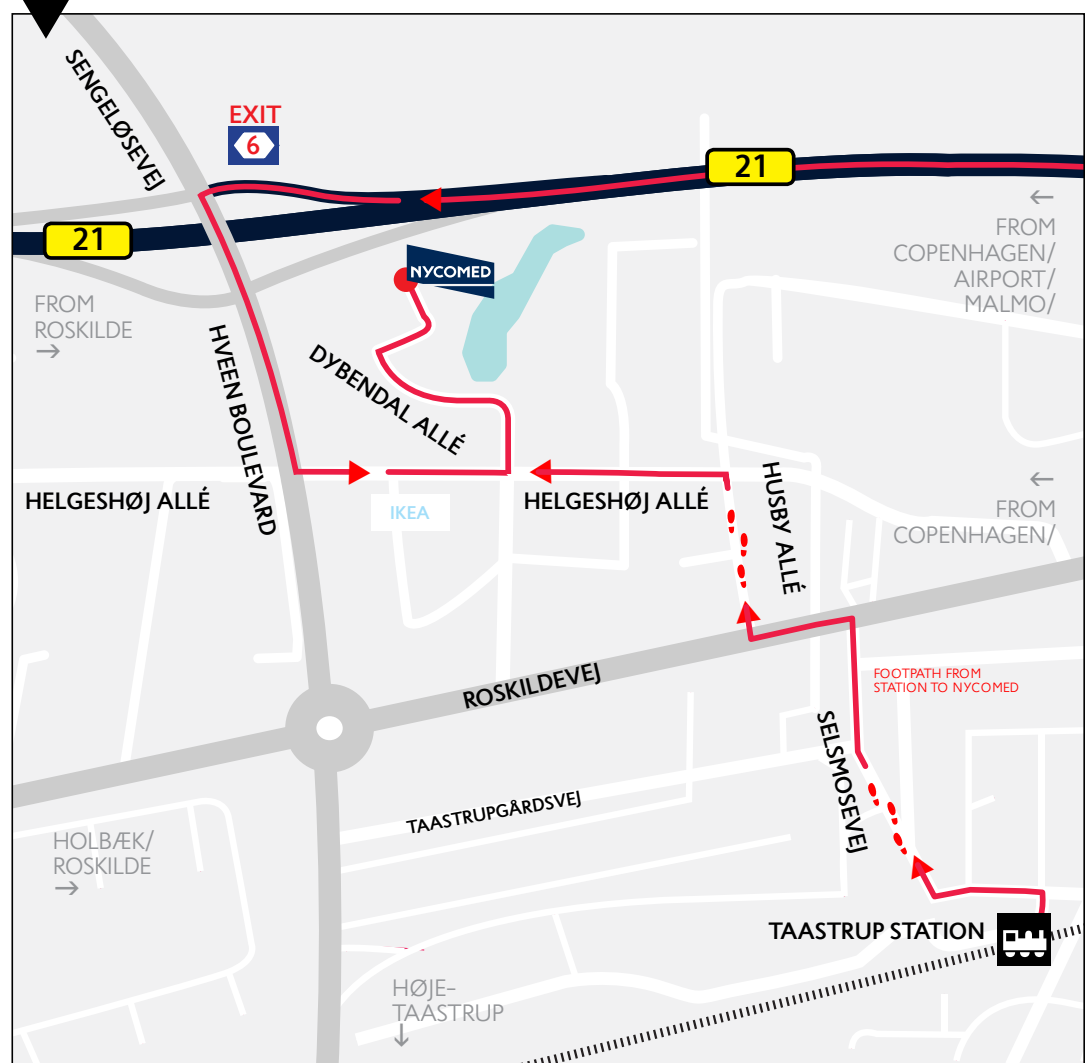 SENGELØSEVEJ
EXIT
6
21
21
←
FROM
COPENHAGEN/
AIRPORT/
MALMO/
NYCOMED
FROM
ROSKILDE
→
HVEEN BOULEVARD
DYBENDAL ALLÉ
HELGESHØJ ALLÉ
IKEA
HELGESHØJ ALLÉ
HUSBY ALLÉ
←
FROM
COPENHAGEN/
ROSKILDEVEJ
FOOTPATH FROM
STATION TO NYCOMED
SELSMOSEVEJ
TAASTRUPGÅRDSVEJ
HOLBÆK/
ROSKILDE
→
TAASTRUP STATION
HØJE-
TAASTRUP
↓